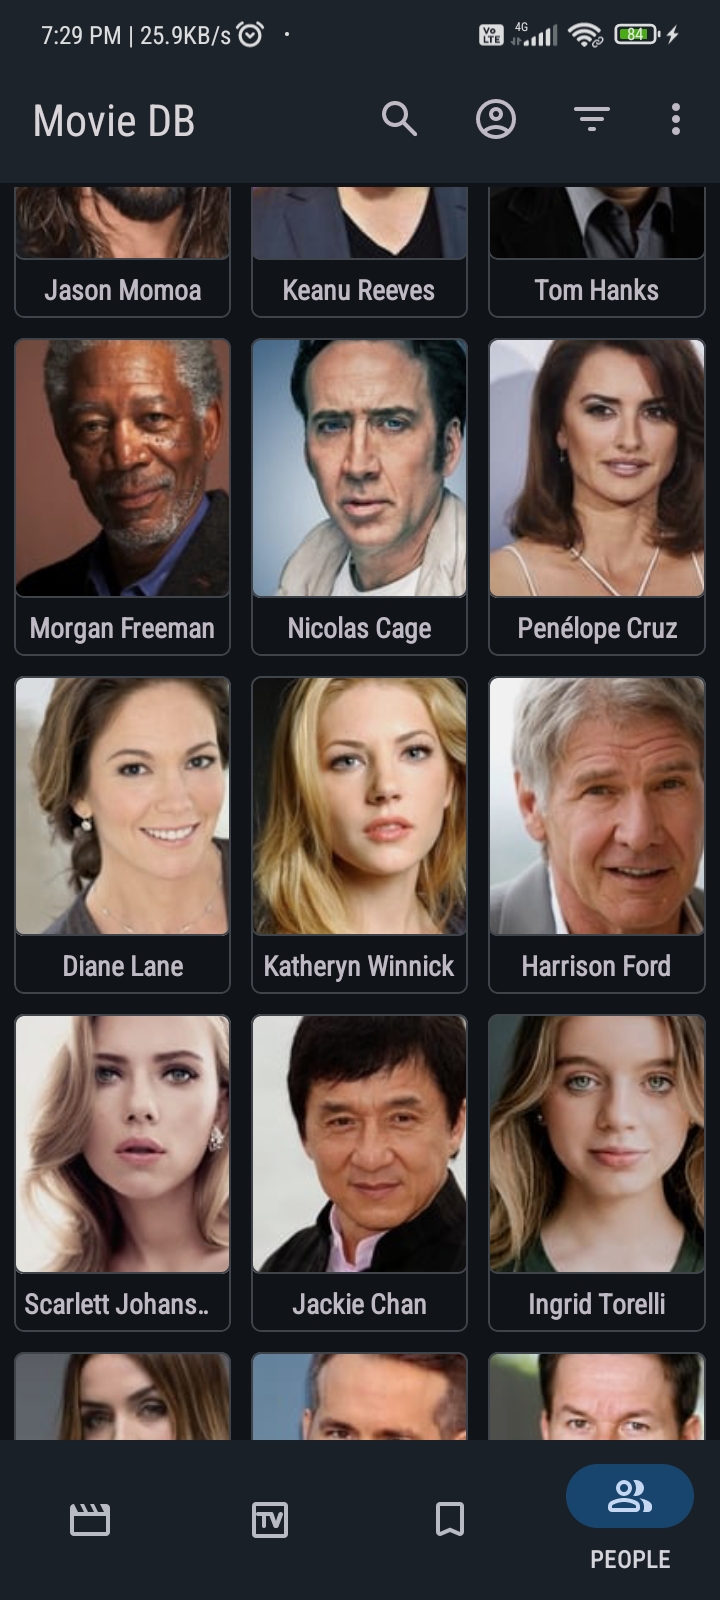 7:29 PM | 25.9KB/s
Vo LTE
4G
84
Movie DB
Jason Momoa
Keanu Reeves
Tom Hanks
Morgan Freeman
Nicolas Cage
Penélope Cruz
Diane Lane
Katheryn Winnick
Harrison Ford
Scarlett Johans..
Jackie Chan
Ingrid Torelli
TV
PEOPLE